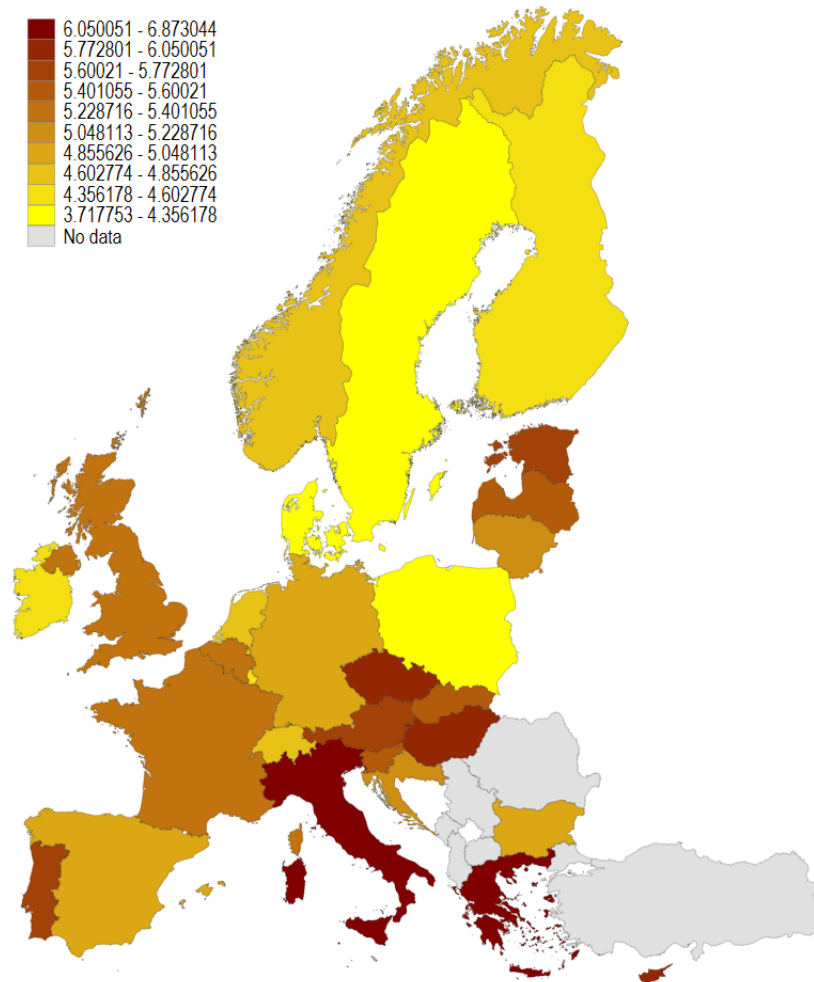 6.050051 - 6.873044
5.772801 - 6.050051
5.60021 - 5.772801
5.401055 - 5.60021
5.228716 - 5.401055
5.048113 - 5.228716
4.855626 - 5.048113
4.602774 - 4.855626
4.356178 - 4.602774
3.717753 - 4.356178
No data